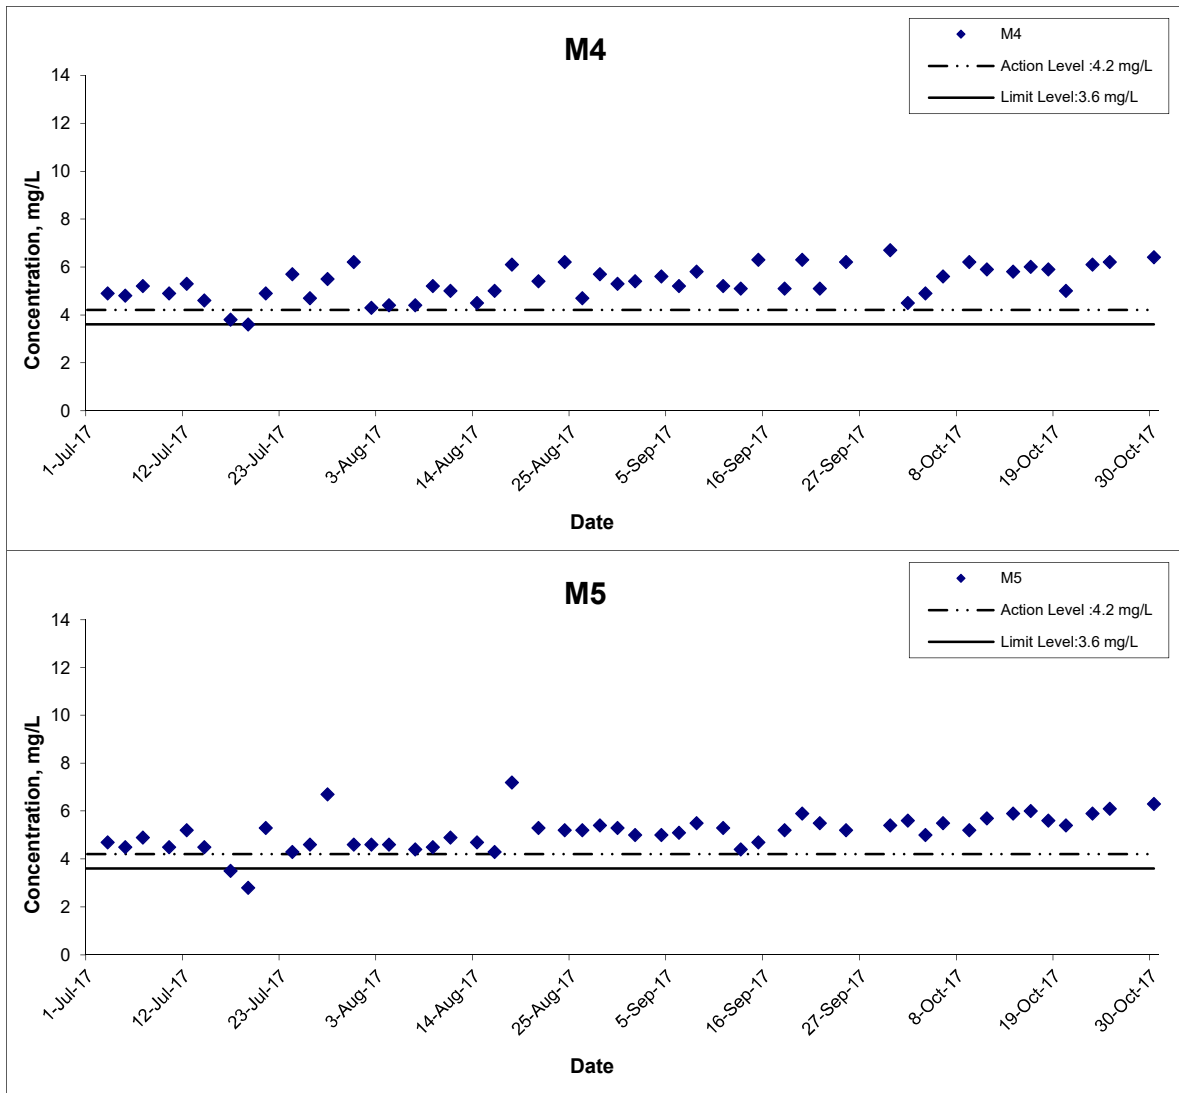 M4
M4
Action Level :4.2 mg/L
Limit Level:3.6 mg/L
14
12
10
8
6
4
2
0
Concentration, mg/L
1-Jul-17
12-Jul-17
23-Jul-17
3-Aug-17
14-Aug-17
25-Aug-17
5-Sep-17
16-Sep-17
27-Sep-17
8-Oct-17
19-Oct-17
30-Oct-17
Date
M5
M5
Action Level :4.2 mg/L
Limit Level:3.6 mg/L
14
12
10
8
6
4
2
0
Concentration, mg/L
1-Jul-17
12-Jul-17
23-Jul-17
3-Aug-17
14-Aug-17
25-Aug-17
5-Sep-17
16-Sep-17
27-Sep-17
8-Oct-17
19-Oct-17
30-Oct-17
Date